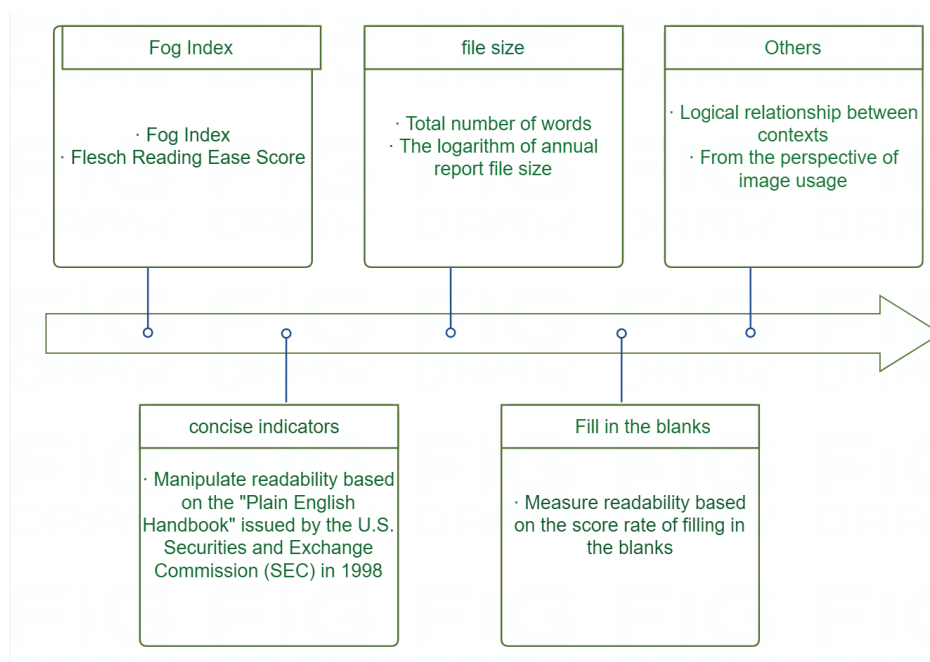 Fog Index
· Fog Index
· Flesch Reading Ease Score
file size
· Total number of words
· The logarithm of annual
report file size
Others
· Logical relationship between
contexts
· From the perspective of
image usage
concise indicators
· Manipulate readability based
on the "Plain English
Handbook" issued by the U.S.
Securities and Exchange
Commission (SEC) in 1998
Fill in the blanks
· Measure readability based
on the score rate of filling in
the blanks